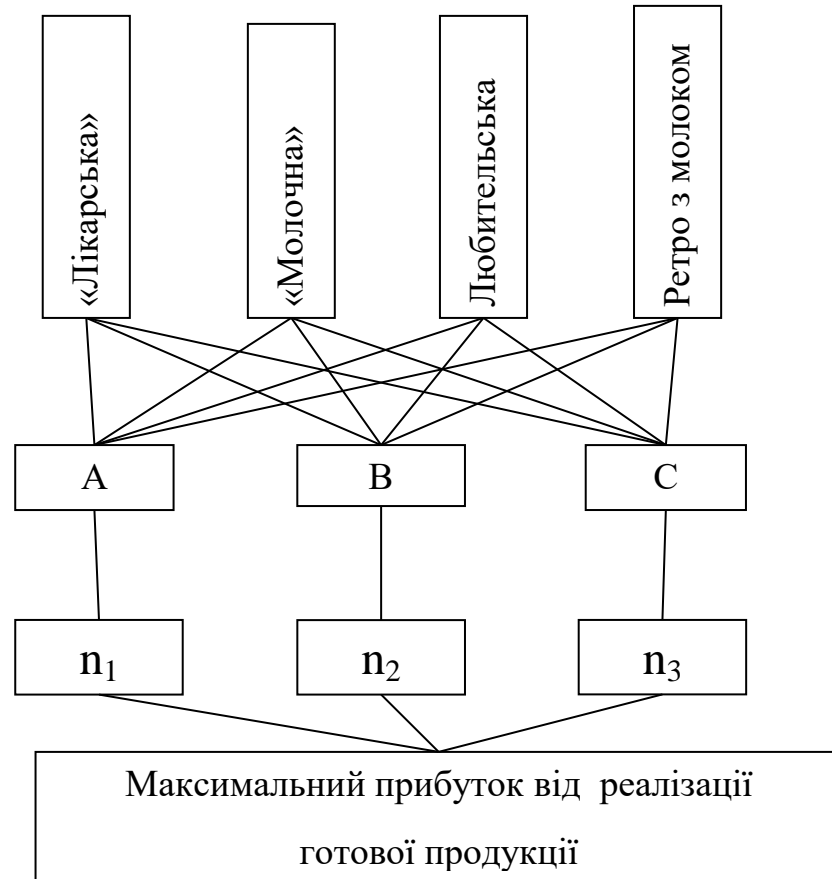 «Лікарська»
«Молочна»
Любительська
Ретро з молоком
А
В
С
n₁
n₂
n₃
Максимальний прибуток від реалізації
готової продукції